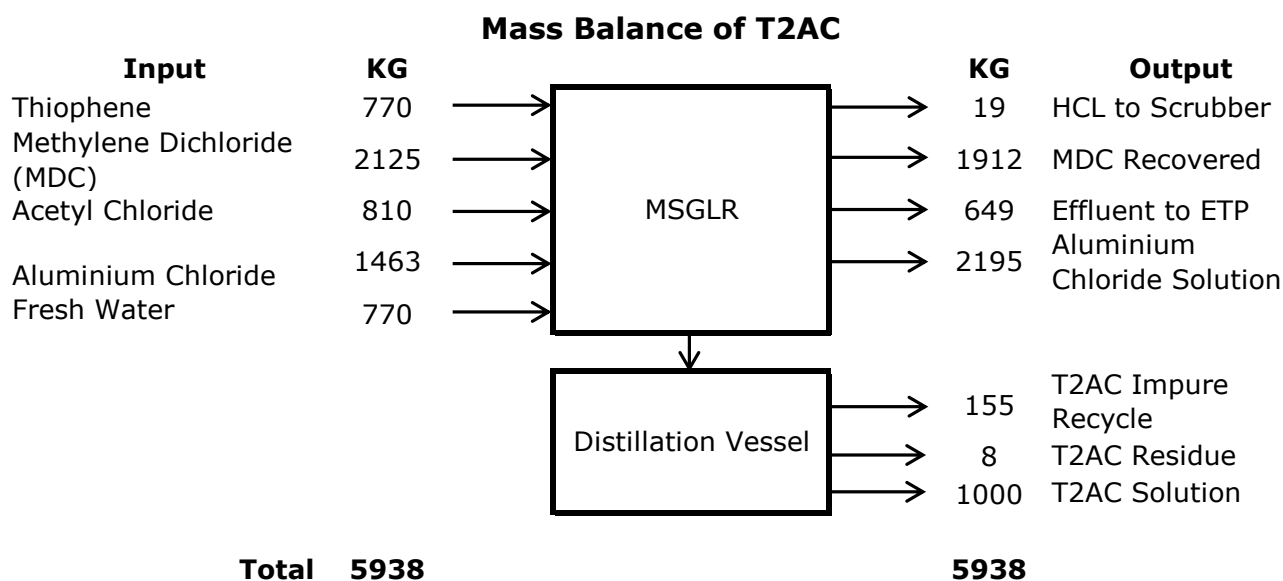 Mass Balance of T2AC
Input KG KG Output
Thiophene 770 19 HCL to Scrubber
Methylene Dichloride
(MDC) 2125 1912 MDC Recovered
Acetyl Chloride 810 MSGLR 649 Effluent to ETP
Aluminium Chloride 1463 2195 Aluminium
Chloride Solution
Fresh Water 770
Distillation Vessel
155 T2AC Impure
Recycle
8 T2AC Residue
1000 T2AC Solution
Total 5938 5938